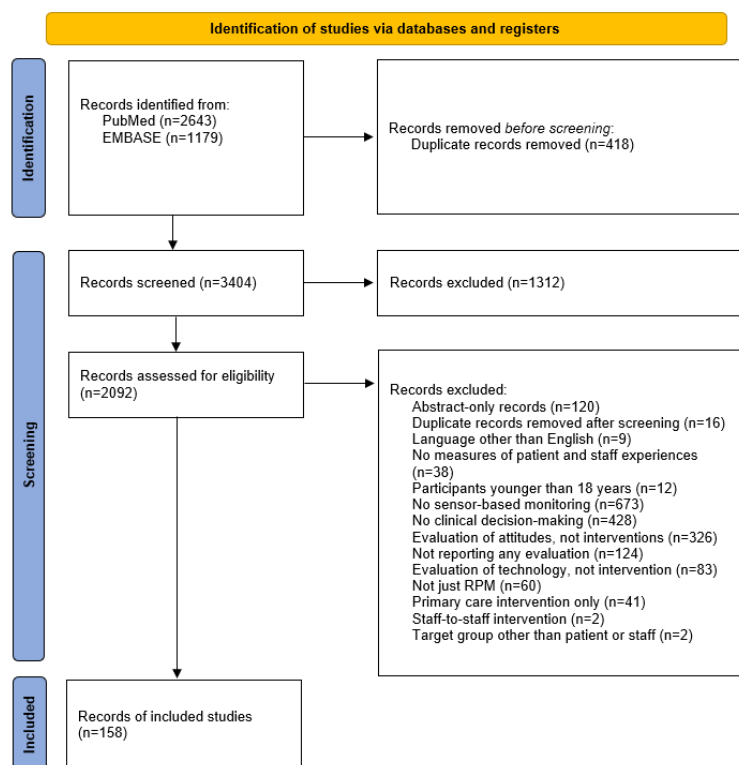 Identification of studies via databases and registers
Identification
Records identified from:
PubMed (n=2643)
EMBASE (n=1179)
Records removed before screening:
Duplicate records removed (n=418)
Screening
Records screened (n=3404)
Records excluded (n=1312)
Records assessed for eligibility
(n=2092)
Records excluded:
Abstract-only records (n=120)
Duplicate records removed after screening (n=16)
Language other than English (n=9)
No measures of patient and staff experiences
(n=38)
Participants younger than 18 years (n=12)
No sensor-based monitoring (n=673)
No clinical decision-making (n=428)
Evaluation of attitudes, not interventions (n=326)
Not reporting any evaluation (n=124)
Evaluation of technology, not intervention (n=83)
Not just RPM (n=60)
Primary care intervention only (n=41)
Staff-to-staff intervention (n=2)
Target group other than patient or staff (n=2)
Included
Records of included studies
(n=158)